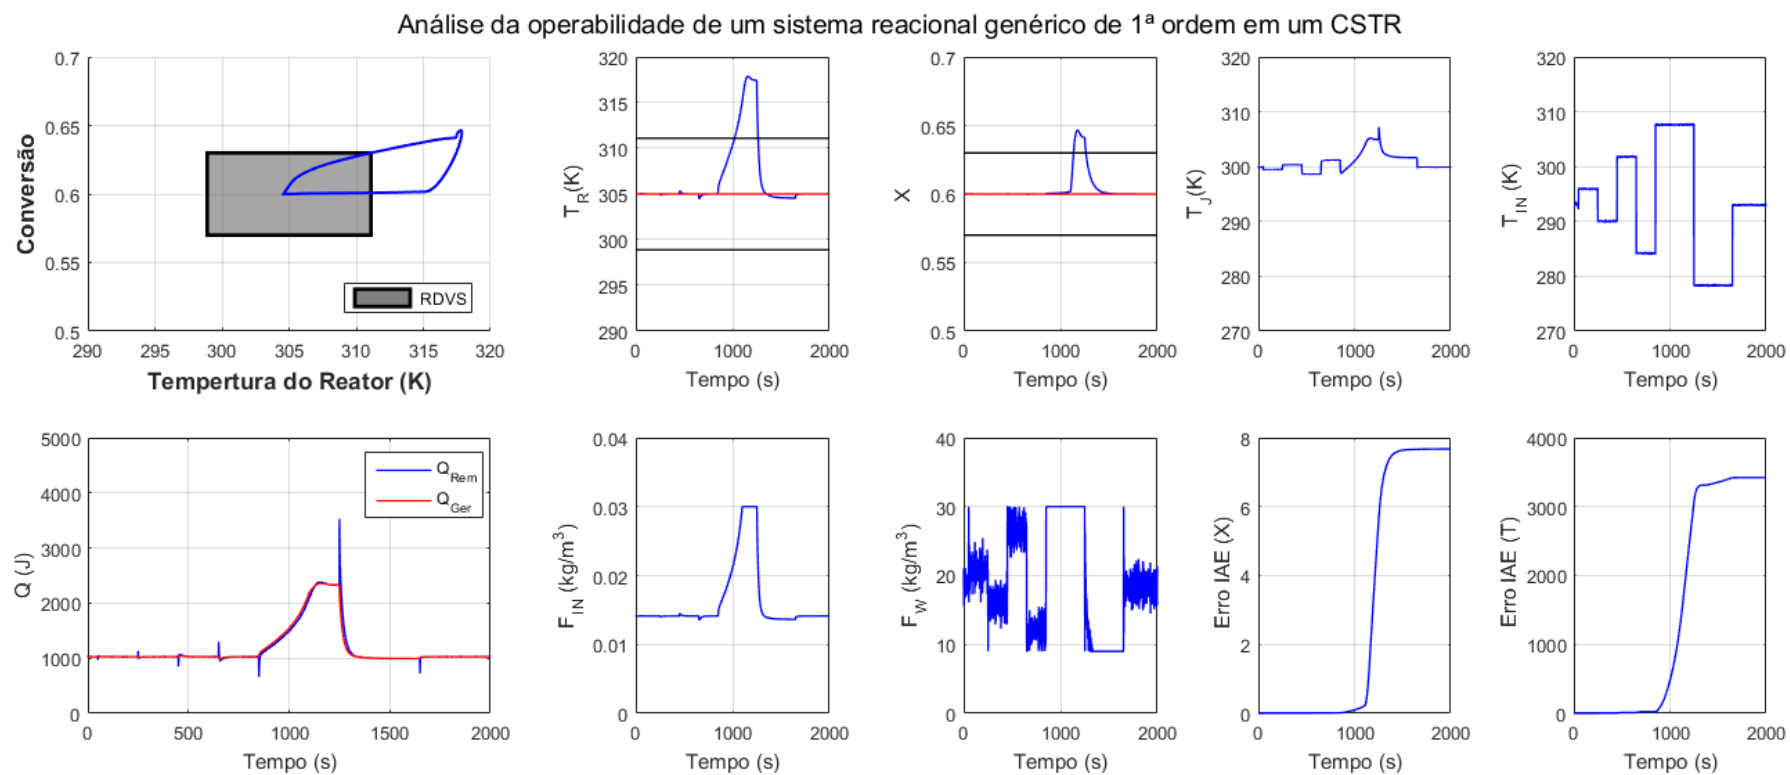 Análise da operabilidade de um sistema reacional genérico de 1ª ordem em um CSTR
Conversão
0.7
0.65
0.6
0.55
0.5
RDVS
290 295 300 305 310 315 320
Tempertura do Reator (K)
T_R(K)
320
315
310
305
300
295
290
0 1000 2000
Tempo (s)
X
0.7
0.65
0.6
0.55
0.5
0 1000 2000
Tempo (s)
T_J(K)
320
310
300
290
280
270
0 1000 2000
Tempo (s)
T_IN (K)
320
310
300
290
280
270
0 1000 2000
Tempo (s)
Q (J)
5000
4000
3000
2000
1000
0
Q_Rem
Q_Ger
0 500 1000 1500 2000
Tempo (s)
F_IN (kg/m³)
0.04
0.03
0.02
0.01
0
0 1000 2000
Tempo (s)
F_W (kg/m³)
40
30
20
10
0
0 1000 2000
Tempo (s)
Erro IAE (X)
8
6
4
2
0
0 1000 2000
Tempo (s)
Erro IAE (T)
4000
3000
2000
1000
0
0 1000 2000
Tempo (s)